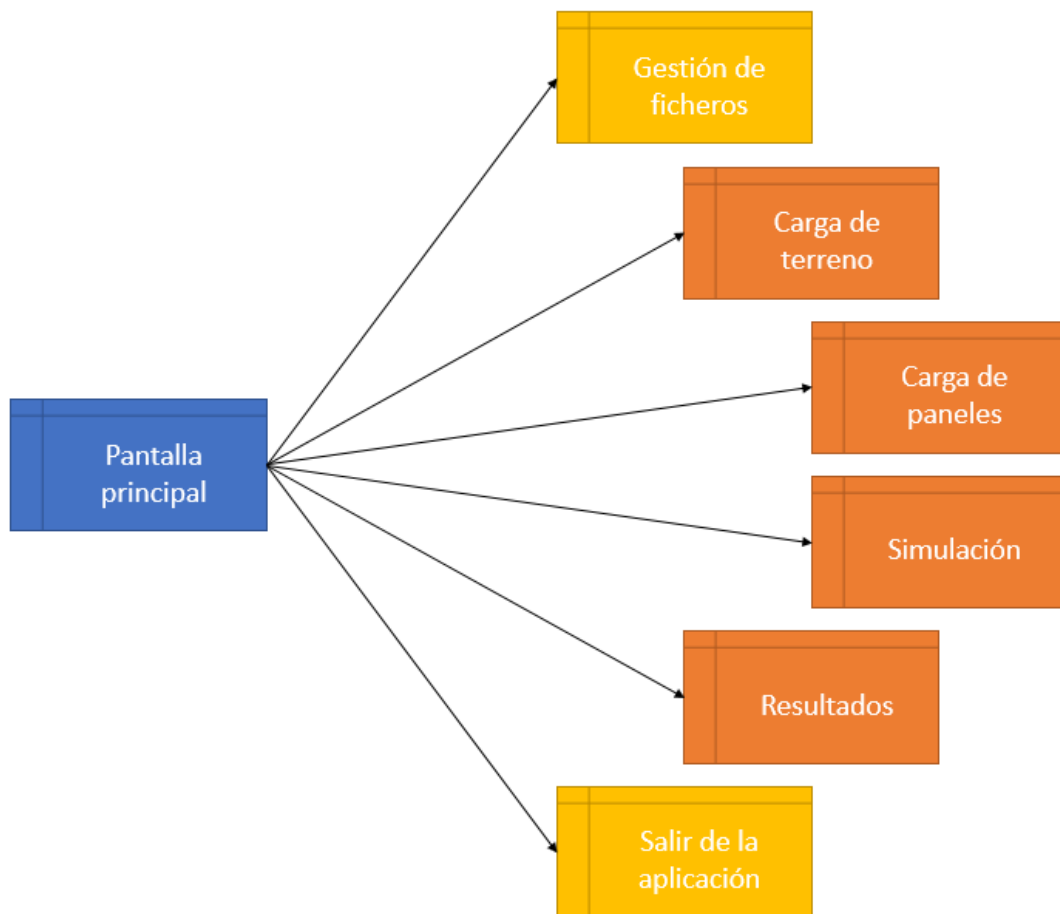 Gestión de
ficheros
Carga de
terreno
Carga de
paneles
Pantalla
principal
Simulación
Resultados
Salir de la
aplicación